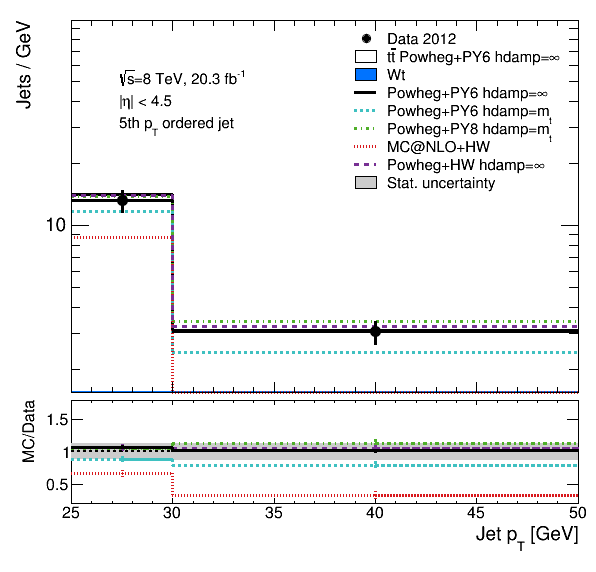 Jets / GeV
√s=8 TeV, 20.3 fb⁻¹
|η| < 4.5
5th p_T ordered jet
Data 2012
tt̄ Powheg+PY6 hdamp=∞
Wt
Powheg+PY6 hdamp=∞
Powheg+PY6 hdamp=m_t
Powheg+PY8 hdamp=m_t
MC@NLO+HW
Powheg+HW hdamp=∞
Stat. uncertainty
10
MC/Data
1.5
1
0.5
25 30 35 40 45 50
Jet p_T [GeV]